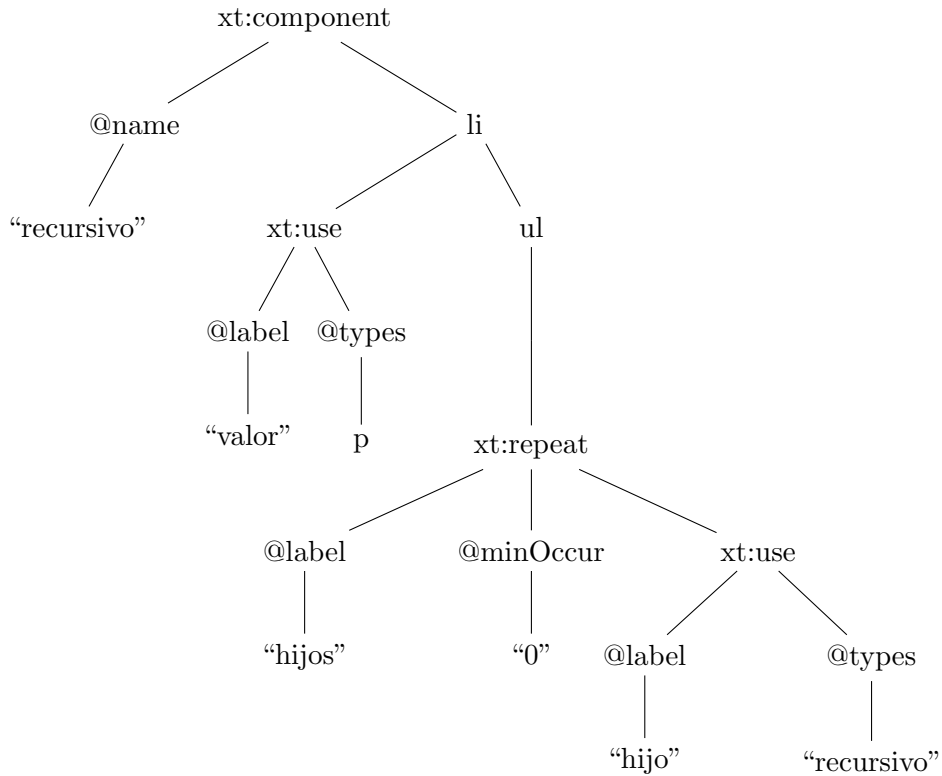 xt:component
@name li
“recursivo” xt:use ul
@label @types
“valor” p
xt:repeat
@label @minOccur xt:use
“hijos” “0” @label @types
“hijo” “recursivo”